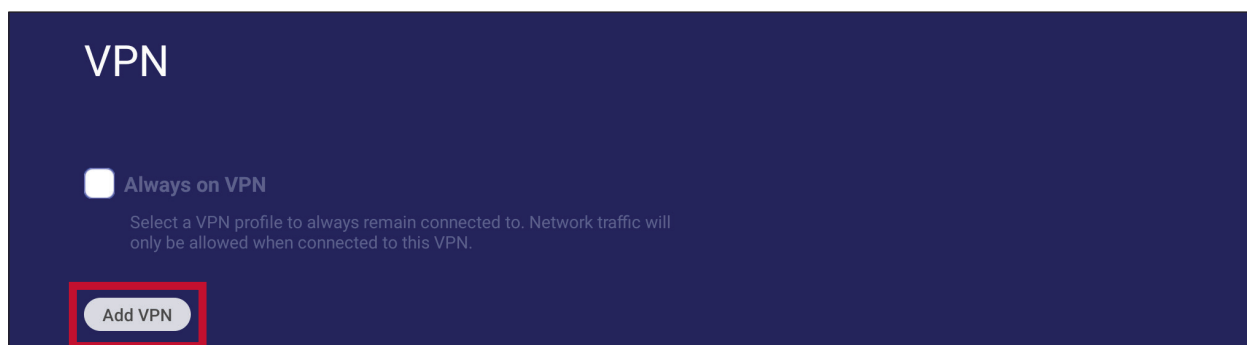 VPN
Always on VPN
Select a VPN profile to always remain connected to. Network traffic will
only be allowed when connected to this VPN.
Add VPN